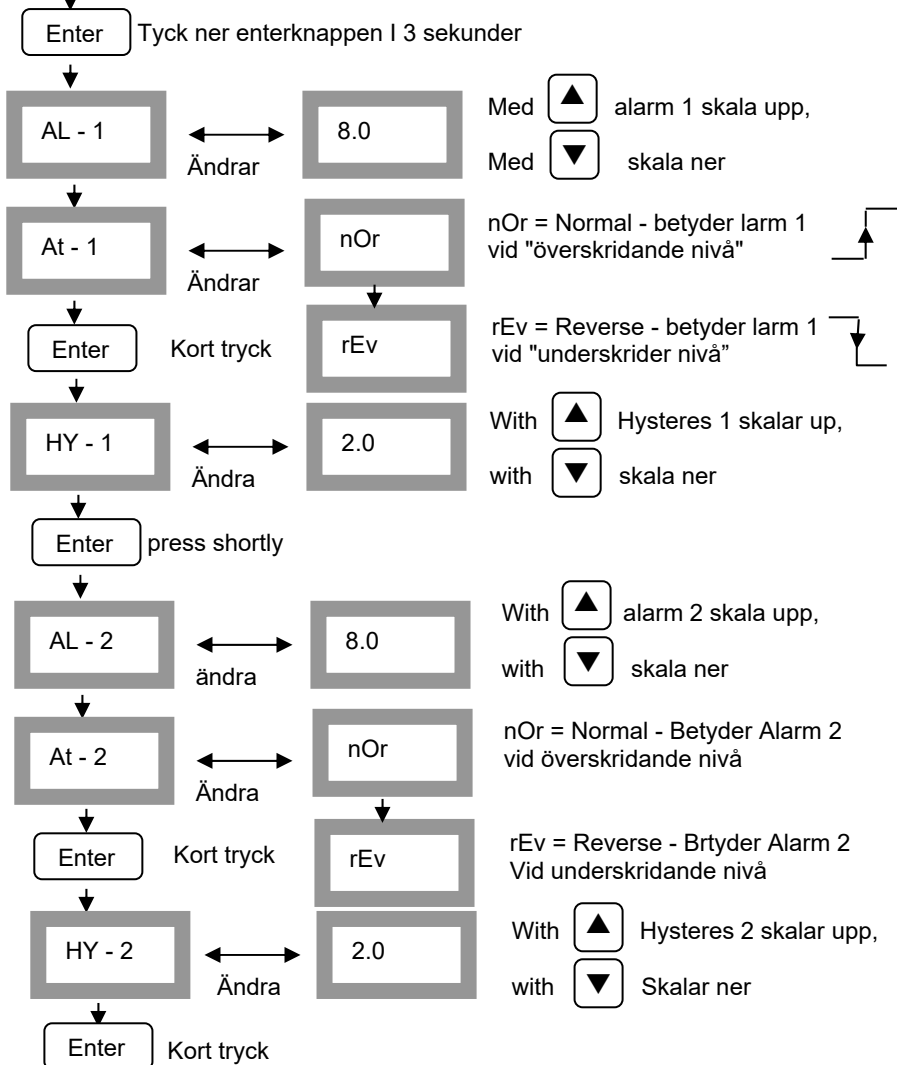 Enter Tyck ner enterknappen I 3 sekunder
AL - 1 8.0 Med alarm 1 skala upp,
Ändrar Med skala ner
At - 1 nOr nOr = Normal - betyder larm 1
Ändrar vid "överskridande nivå"
Enter Kort tryck rEv rEv = Reverse - betyder larm 1
vid "underskrider nivå”
HY - 1 2.0 With Hysteres 1 skalar up,
Ändra with skala ner
Enter press shortly
AL - 2 8.0 With alarm 2 skala upp,
ändra with skala ner
At - 2 nOr nOr = Normal - Betyder Alarm 2
Ändra vid överskridande nivå
Enter Kort tryck rEv rEv = Reverse - Brtyder Alarm 2
Vid underskridande nivå
HY - 2 2.0 With Hysteres 2 skalar upp,
Ändra with Skalar ner
Enter Kort tryck